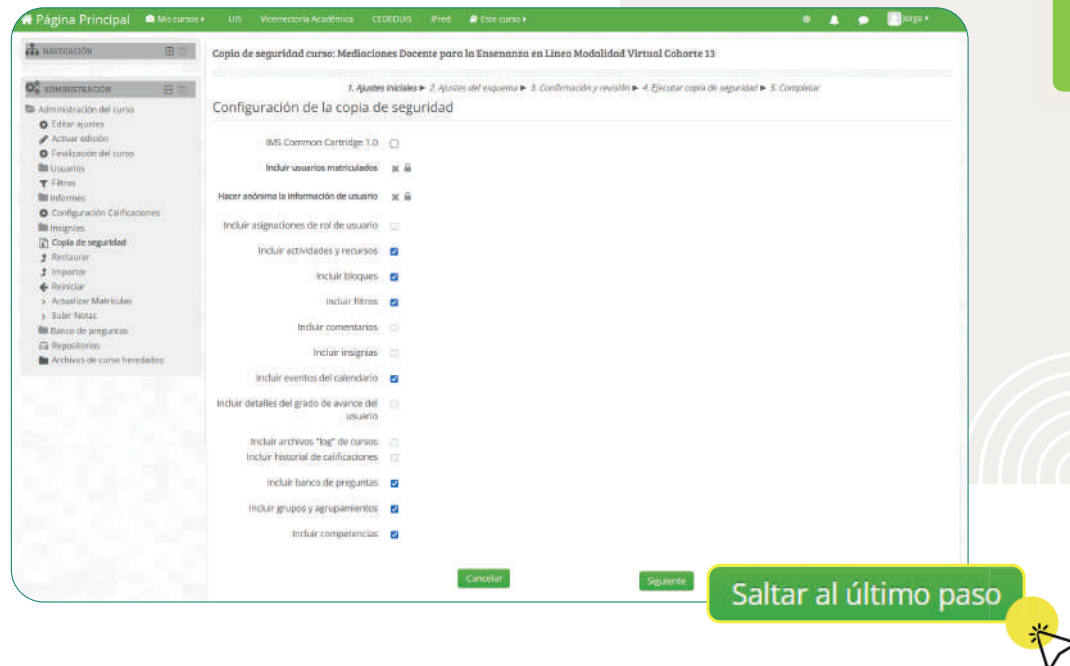 Página Principal Mis cursos UIS Vicerrectoría Académica CEDEDUIS iPred Este curso Jorge
NAVEGACIÓN
ADMINISTRACIÓN
Administración del curso
Editar ajustes
Activar edición
Finalización del curso
Usuarios
Filtros
Informes
Configuración Calificaciones
Insignias
Copia de seguridad
Restaurar
Importar
Reiniciar
Actualizar Matriculas
Subir Notas
Banco de preguntas
Repositorios
Archivos de curso heredados
Copia de seguridad curso: Mediaciones Docente para la Ensenanza en Linea Modalidad Virtual Cohorte 13
1. Ajustes iniciales ► 2. Ajustes del esquema ► 3. Confirmación y revisión ► 4. Ejecutar copia de seguridad ► 5. Completar
Configuración de la copia de seguridad
IMS Common Cartridge 1.0
Incluir usuarios matriculados
Hacer anónima la información de usuario
Incluir asignaciones de rol de usuario
Incluir actividades y recursos
Incluir bloques
Incluir filtros
Incluir comentarios
Incluir insignias
Incluir eventos del calendario
Incluir detalles del grado de avance del
usuario
Incluir archivos "log" de cursos
Incluir historial de calificaciones
Incluir banco de preguntas
Incluir grupos y agrupamientos
Incluir competencias
Cancelar Siguiente
Saltar al último paso